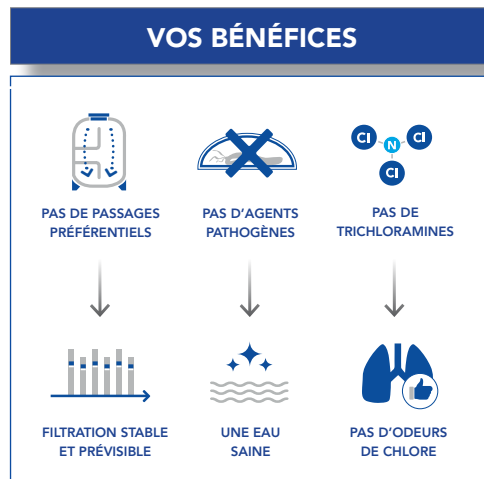 VOS BÉNÉFICES
PAS DE PASSAGES
PRÉFÉRENTIELS
PAS D’AGENTS
PATHOGÈNES
Cl
N
Cl
Cl
PAS DE
TRICHLORAMINES
FILTRATION STABLE
ET PRÉVISIBLE
UNE EAU
SAINE
PAS D’ODEURS
DE CHLORE